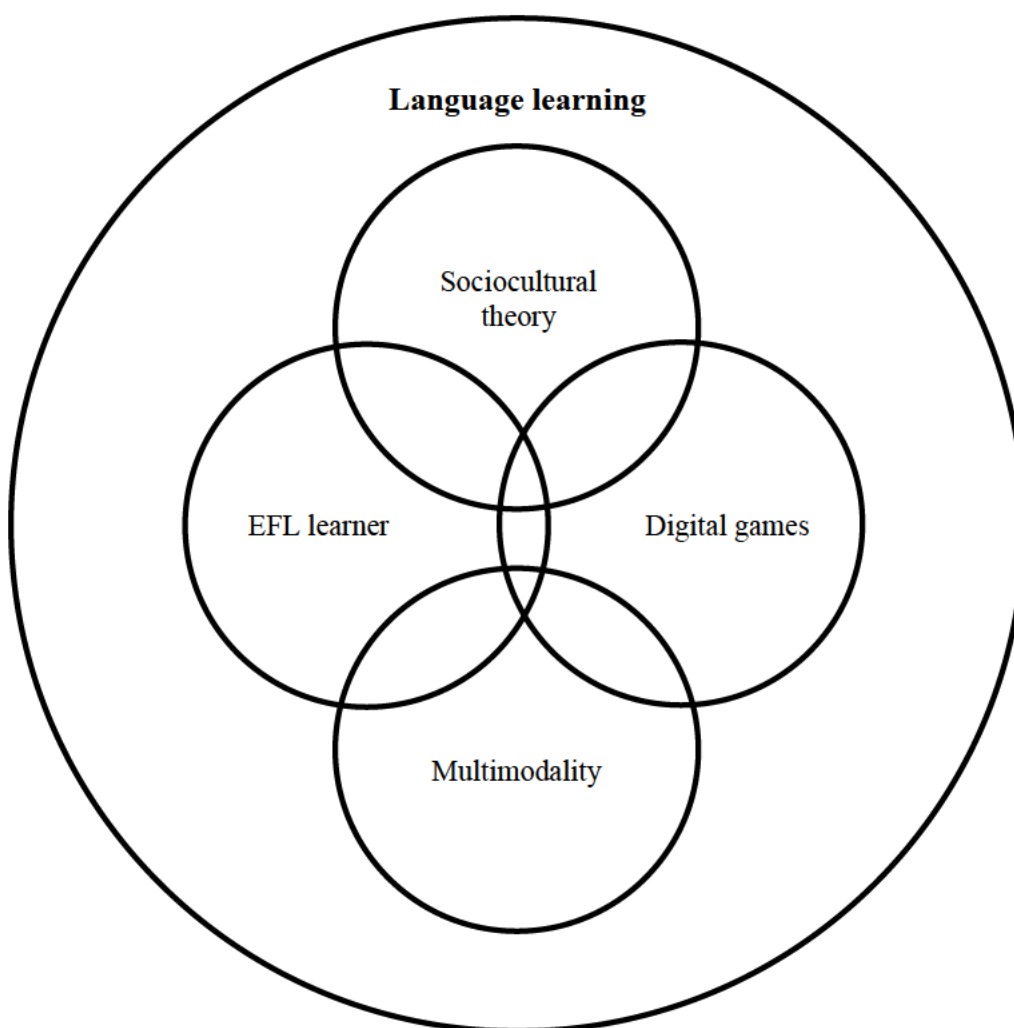 Language learning
Sociocultural
theory
EFL learner
Digital games
Multimodality